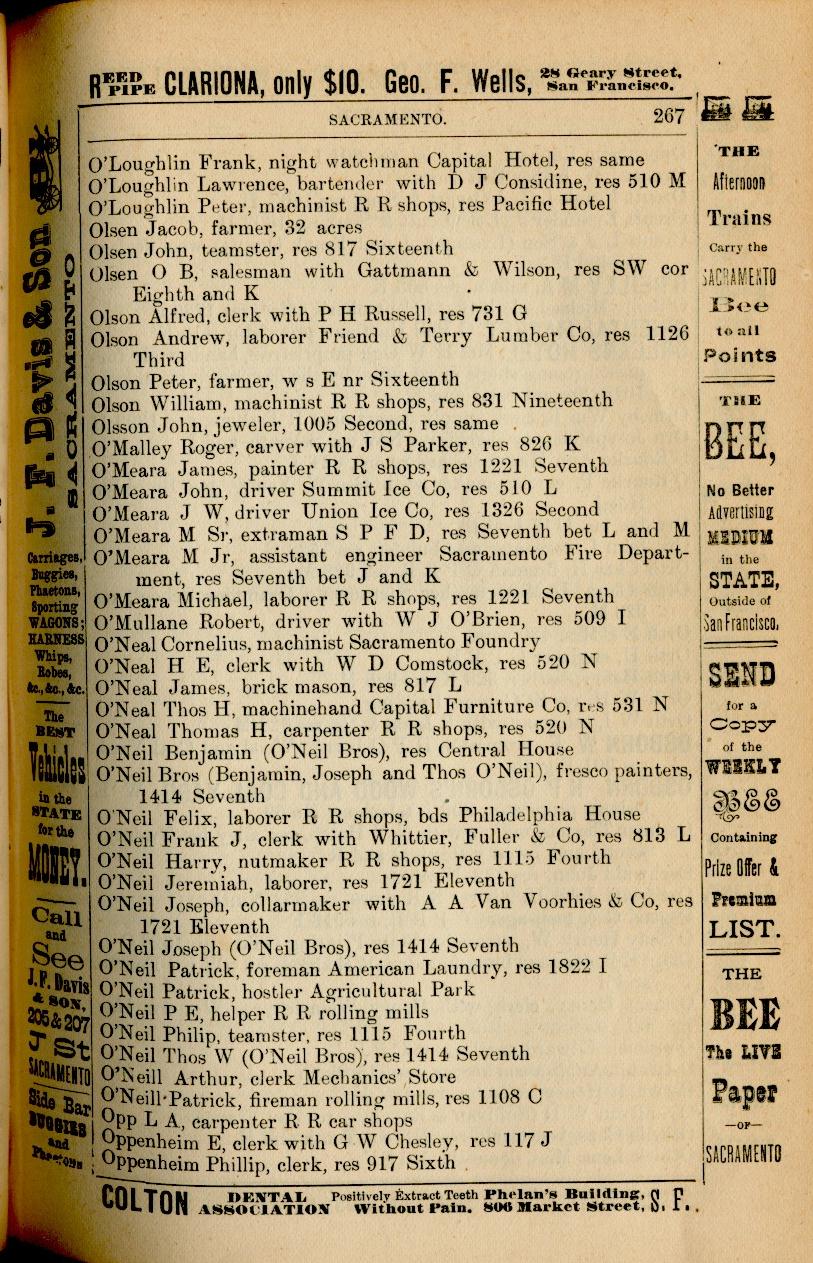 REED PIPE CLARIONA, only $10. Geo. F. Wells, 28 Geary Street, San Francisco.
SACRAMENTO. 267
O'Loughlin Frank, night watchman Capital Hotel, res same
O'Loughlin Lawrence, bartender with D J Considine, res 510 M
O'Loughlin Peter, machinist R R shops, res Pacific Hotel
Olsen Jacob, farmer, 32 acres
Olsen John, teamster, res 817 Sixteenth
Olsen O B, salesman with Gattmann & Wilson, res SW cor
Eighth and K
Olson Alfred, clerk with P H Russell, res 731 G
Olson Andrew, laborer Friend & Terry Lumber Co, res 1126
Third
Olson Peter, farmer, w s E nr Sixteenth
Olson William, machinist R R shops, res 831 Nineteenth
Olsson John, jeweler, 1005 Second, res same
O'Malley Roger, carver with J S Parker, res 826 K
O'Meara James, painter R R shops, res 1221 Seventh
O'Meara John, driver Summit Ice Co, res 510 L
O'Meara J W, driver Union Ice Co, res 1326 Second
O'Meara M Sr, extraman S P F D, res Seventh bet L and M
O'Meara M Jr, assistant engineer Sacramento Fire Depart-
ment, res Seventh bet J and K
O'Meara Michael, laborer R R shops, res 1221 Seventh
O'Mullane Robert, driver with W J O'Brien, res 509 I
O'Neal Cornelius, machinist Sacramento Foundry
O'Neal H E, clerk with W D Comstock, res 520 N
O'Neal James, brick mason, res 817 L
O'Neal Thos H, machinehand Capital Furniture Co, res 531 N
O'Neal Thomas H, carpenter R R shops, res 520 N
O'Neil Benjamin (O'Neil Bros), res Central House
O'Neil Bros (Benjamin, Joseph and Thos O'Neil), fresco painters,
1414 Seventh
O'Neil Felix, laborer R R shops, bds Philadelphia House
O'Neil Frank J, clerk with Whittier, Fuller & Co, res 813 L
O'Neil Harry, nutmaker R R shops, res 1115 Fourth
O'Neil Jeremiah, laborer, res 1721 Eleventh
O'Neil Joseph, collarmaker with A A Van Voorhies & Co, res
1721 Eleventh
O'Neil Joseph (O'Neil Bros), res 1414 Seventh
O'Neil Patrick, foreman American Laundry, res 1822 I
O'Neil Patrick, hostler Agricultural Park
O'Neil P E, helper R R rolling mills
O'Neil Philip, teamster, res 1115 Fourth
O'Neil Thos W (O'Neil Bros), res 1414 Seventh
O'Neill Arthur, clerk Mechanics' Store
O'Neill Patrick, fireman rolling mills, res 1108 C
Opp L A, carpenter R R car shops
Oppenheim E, clerk with G W Chesley, res 117 J
Oppenheim Phillip, clerk, res 917 Sixth
COLTON DENTAL ASSOCIATION Positively Extract Teeth Without Pain. Phelan's Building, 806 Market Street, S. F.
J. F. Davis & Son
SACRAMENTO
Carriages,
Buggies,
Phaetons,
Sporting
WAGONS;
HARNESS
Whips,
Robes,
&c., &c., &c.
The
BEST
Vehicles
in the
STATE
for the
MONEY.
Call
and
See
J. F. Davis
& SON,
205 & 207
J St
SACRAMENTO
Side Bar
BUGGIES
and
Phaetons
THE
Afternoon
Trains
Carry the
SACRAMENTO
Bee
to all
Points
THE
BEE,
No Better
Advertising
MEDIUM
in the
STATE,
Outside of
San Francisco.
SEND
for a
Copy
of the
WEEKLY
BEE
Containing
Prize Offer &
Premium
LIST.
THE
BEE
The LIVE
Paper
—OF—
SACRAMENTO